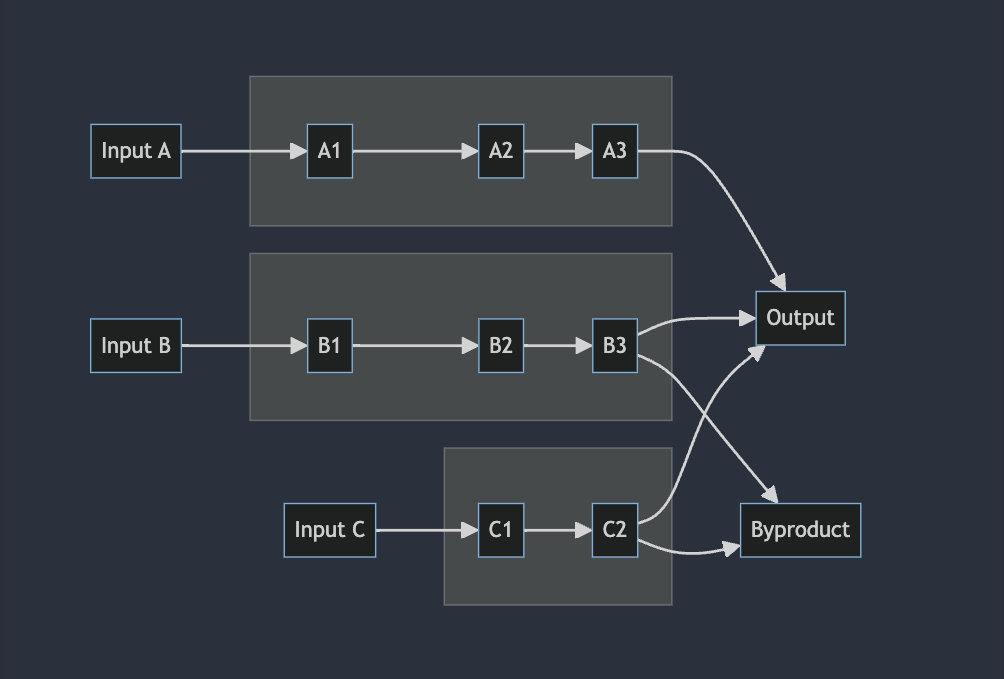 Input A
A1
A2
A3
Output
Input B
B1
B2
B3
Input C
C1
C2
Byproduct